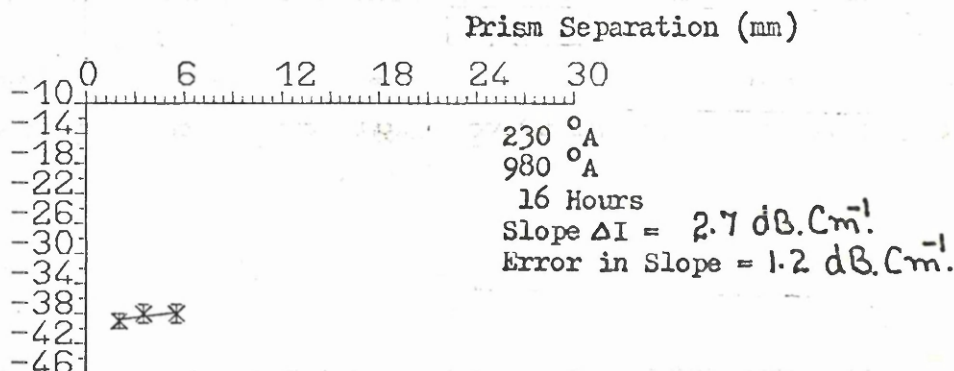 Prism Separation (mm)
0 6 12 18 24 30
-10
-14
-18
-22
-26
-30
-34
-38
-42
-46
230 °A
980 °A
16 Hours
Slope ΔI = 2.7 dB.Cm⁻¹.
Error in Slope = 1.2 dB.Cm⁻¹.